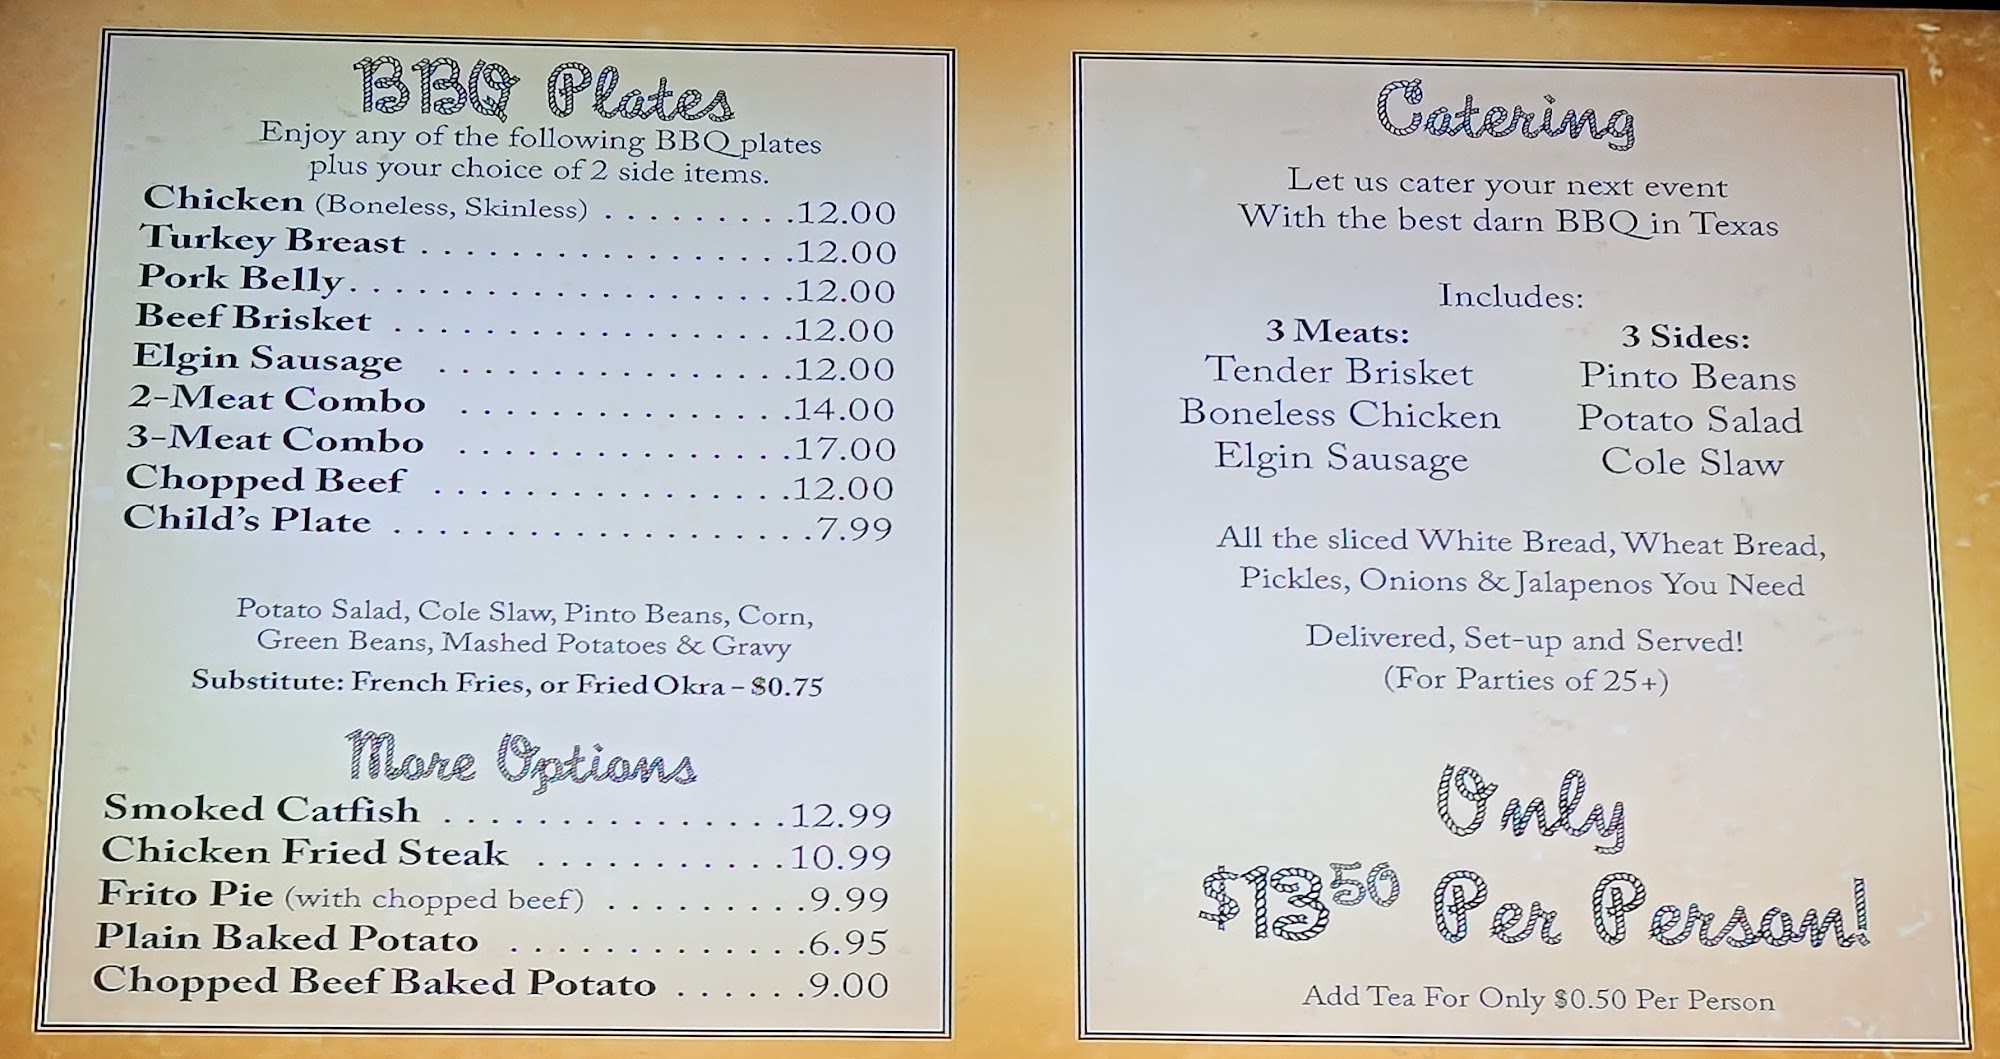 BBQ Plates
Enjoy any of the following BBQ plates
plus your choice of 2 side items.
Chicken (Boneless, Skinless) . . . . . . . . .12.00
Turkey Breast . . . . . . . . . . . . . . . .12.00
Pork Belly. . . . . . . . . . . . . . . . . . . .12.00
Beef Brisket . . . . . . . . . . . . . . . . . .12.00
Elgin Sausage . . . . . . . . . . . . . . . .12.00
2-Meat Combo . . . . . . . . . . . . . . .14.00
3-Meat Combo . . . . . . . . . . . . . . .17.00
Chopped Beef . . . . . . . . . . . . . . . .12.00
Child's Plate . . . . . . . . . . . . . . . . . . .7.99
Potato Salad, Cole Slaw, Pinto Beans, Corn,
Green Beans, Mashed Potatoes & Gravy
Substitute: French Fries, or Fried Okra – $0.75
More Options
Smoked Catfish . . . . . . . . . . . . . . .12.99
Chicken Fried Steak . . . . . . . . . . .10.99
Frito Pie (with chopped beef) . . . . . . . . .9.99
Plain Baked Potato . . . . . . . . . . . . .6.95
Chopped Beef Baked Potato . . . . . .9.00
Catering
Let us cater your next event
With the best darn BBQ in Texas
Includes:
3 Meats:
Tender Brisket
Boneless Chicken
Elgin Sausage
3 Sides:
Pinto Beans
Potato Salad
Cole Slaw
All the sliced White Bread, Wheat Bread,
Pickles, Onions & Jalapenos You Need
Delivered, Set-up and Served!
(For Parties of 25+)
Only
$13.50 Per Person!
Add Tea For Only $0.50 Per Person